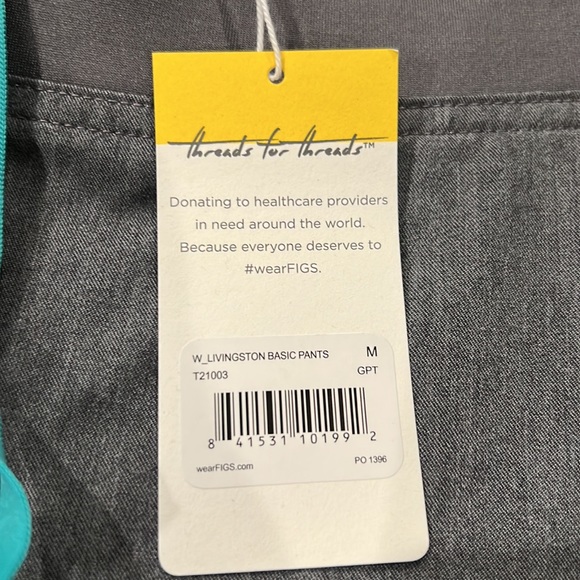 threads for threads™
Donating to healthcare providers
in need around the world.
Because everyone deserves to
#wearFIGS.
W_LIVINGSTON BASIC PANTS M
T21003 GPT
8 41531 10199 2
wearFIGS.com PO 1396